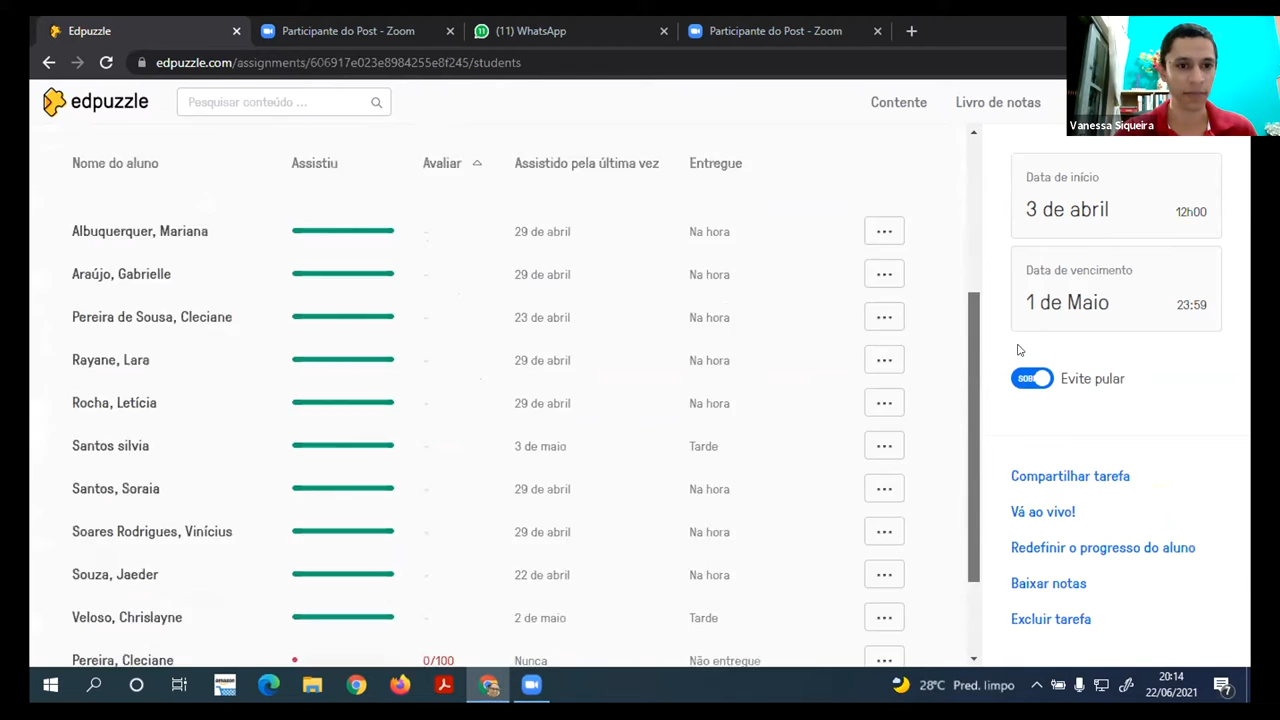 Edpuzzle
Participante do Post - Zoom
(11) WhatsApp
Participante do Post - Zoom
edpuzzle.com/assignments/606917e023e8984255e8f245/students
Vanessa Siqueira
edpuzzle
Pesquisar conteúdo ...
Contente
Livro de notas
Nome do aluno Assistiu Avaliar Assistido pela última vez Entregue
Albuquerquer, Mariana - 29 de abril Na hora ...
Araújo, Gabrielle - 29 de abril Na hora ...
Pereira de Sousa, Cleciane - 23 de abril Na hora ...
Rayane, Lara - 29 de abril Na hora ...
Rocha, Letícia - 29 de abril Na hora ...
Santos silvia - 3 de maio Tarde ...
Santos, Soraia - 29 de abril Na hora ...
Soares Rodrigues, Vinícius - 29 de abril Na hora ...
Souza, Jaeder - 22 de abril Na hora ...
Veloso, Chrislayne - 2 de maio Tarde ...
Pereira, Cleciane 0/100 Nunca Não entregue ...
Data de início
3 de abril 12h00
Data de vencimento
1 de Maio 23:59
Evite pular
Compartilhar tarefa
Vá ao vivo!
Redefinir o progresso do aluno
Baixar notas
Excluir tarefa
amazon
28°C Pred. limpo
20:14
22/06/2021
7